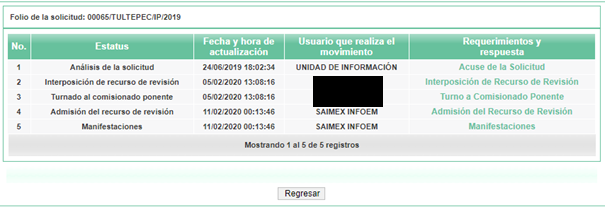 Folio de la solicitud: 00065/TULTEPEC/IP/2019
No. Estatus Fecha y hora de actualización Usuario que realiza el movimiento Requerimientos y respuesta
1 Análisis de la Solicitud 24/06/2019 18:02:34 UNIDAD DE INFORMACIÓN Acuse de la Solicitud
2 Interposición de recurso de revisión 05/02/2020 13:08:16 Interposición de Recurso de Revisión
3 Turnado al comisionado ponente 05/02/2020 13:08:16 Turno a Comisionado Ponente
4 Admisión del recurso de revisión 11/02/2020 00:13:46 SAIMEX INFOEM Admisión del Recurso de Revisión
5 Manifestaciones 11/02/2020 00:13:46 SAIMEX INFOEM Manifestaciones
Mostrando 1 al 5 de 5 registros
Regresar